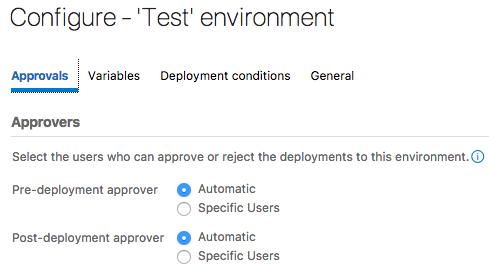 Configure - 'Test' environment
Approvals Variables Deployment conditions General
Approvers
Select the users who can approve or reject the deployments to this environment.
Pre-deployment approver Automatic
Specific Users
Post-deployment approver Automatic
Specific Users